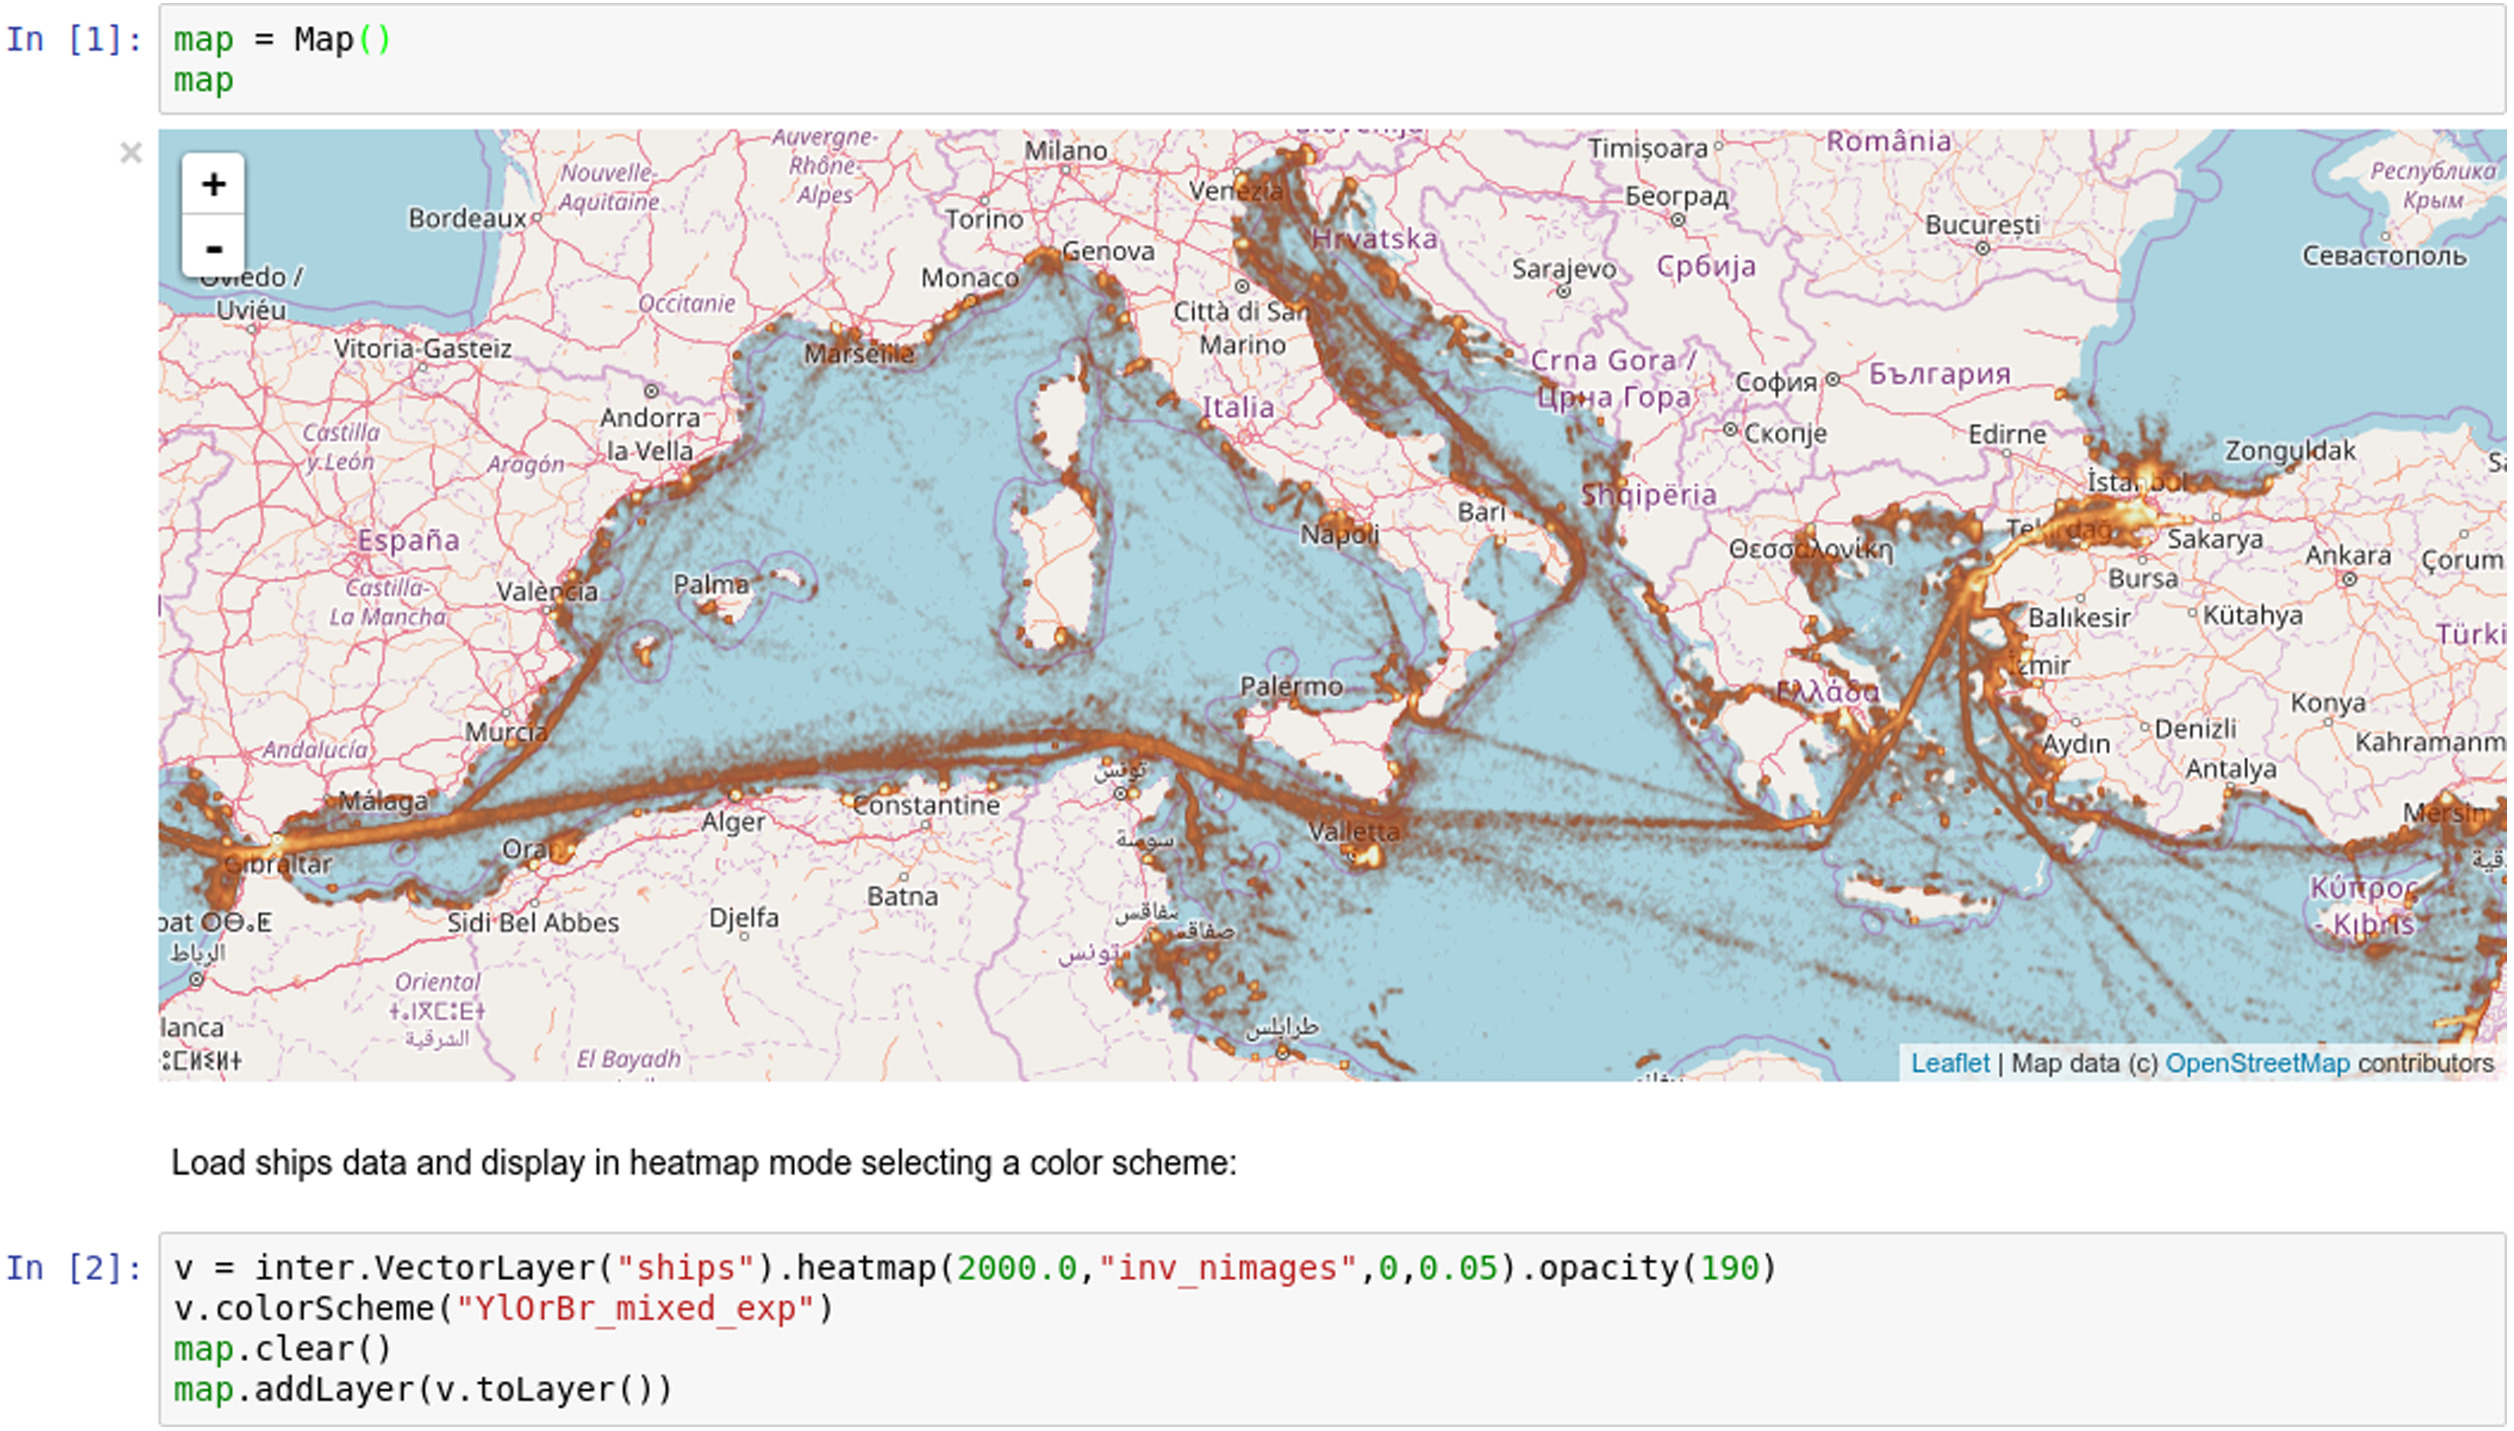 In [1]:
map = Map()
map
×
+
-
Auvergne-
Rhône-
Alpes
Milano
Timișoara
România
Nouvelle-
Aquitaine
Bordeaux
Venezia
Београд
Республика
Крым
Torino
București
Hrvatska
Севастополь
Genova
Sarajevo
Србија
Oviedo /
Uviéu
Monaco
Occitanie
Città di San
Marino
Vitoria-Gasteiz
Marseille
Crna Gora /
Црна Гора
София
България
Andorra
la Vella
Italia
Скопје
Edirne
Castilla
y León
Aragón
Zonguldak
İstanbul
Shqipëria
Bari
Napoli
España
Θεσσαλονίκη
Tekirdağ
Sakarya
Ankara
Çorum
Castilla-
La Mancha
València
Palma
Bursa
Balıkesir
Kütahya
Türki
İzmir
Palermo
Ελλάδα
Konya
Murcia
Denizli
Andalucía
Aydın
Kahramanm
Antalya
تونس
Málaga
Constantine
Alger
Valletta
Mersin
سوسة
Oran
Gibraltar
Batna
Κύπρος
- Kıbrıs
Sidi Bel Abbes
Djelfa
صفاقس
bat ⵔⴱⴰⵟ
الرباط
تونس
Oriental
الشرقية
lanca
طرابلس
El Bayadh
Leaflet | Map data (c) OpenStreetMap contributors
Load ships data and display in heatmap mode selecting a color scheme:
In [2]:
v = inter.VectorLayer("ships").heatmap(2000.0,"inv_nimages",0,0.05).opacity(190)
v.colorScheme("YlOrBr_mixed_exp")
map.clear()
map.addLayer(v.toLayer())